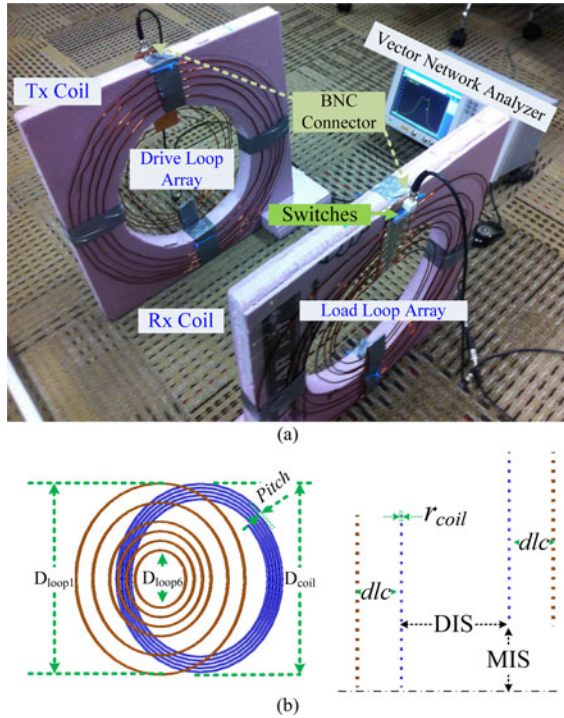 Tx Coil
BNC
Connector
Vector Network Analyzer
Drive Loop
Array
Switches
Rx Coil
Load Loop Array
(a)
Pitch
D_loop1
D_loop6
D_coil
r_coil
dlc
dlc
DIS
MIS
(b)